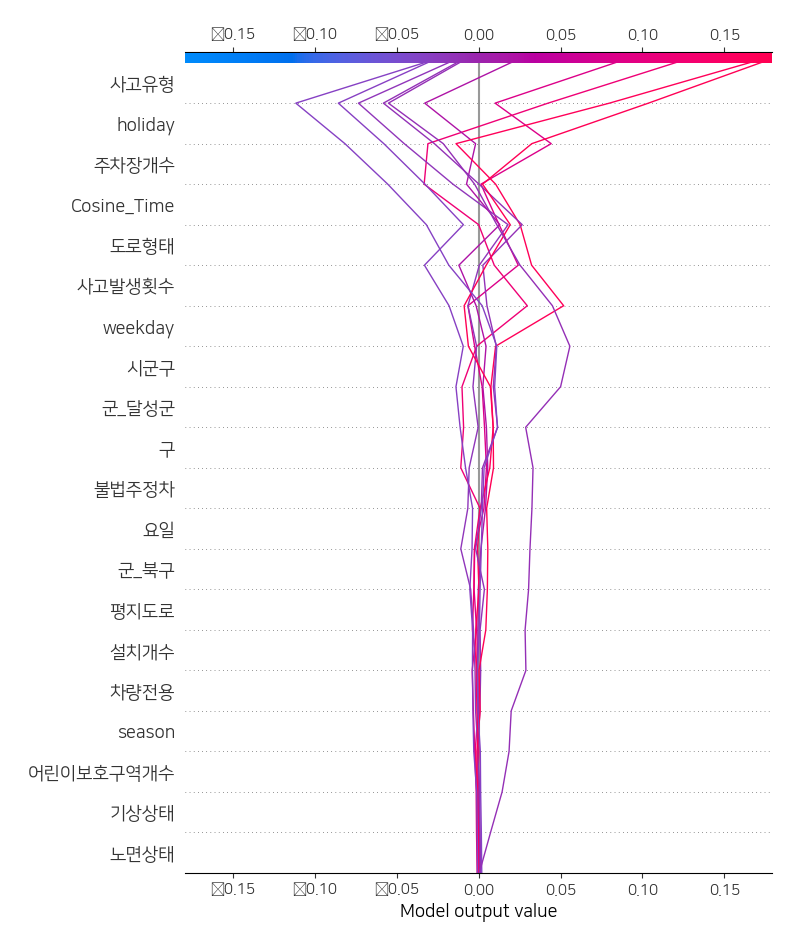 ☒0.15 ☒0.10 ☒0.05 0.00 0.05 0.10 0.15
사고유형
holiday
주차장개수
Cosine_Time
도로형태
사고발생횟수
weekday
시군구
군_달성군
구
불법주정차
요일
군_북구
평지도로
설치개수
차량전용
season
어린이보호구역개수
기상상태
노면상태
☒0.15 ☒0.10 ☒0.05 0.00 0.05 0.10 0.15
Model output value